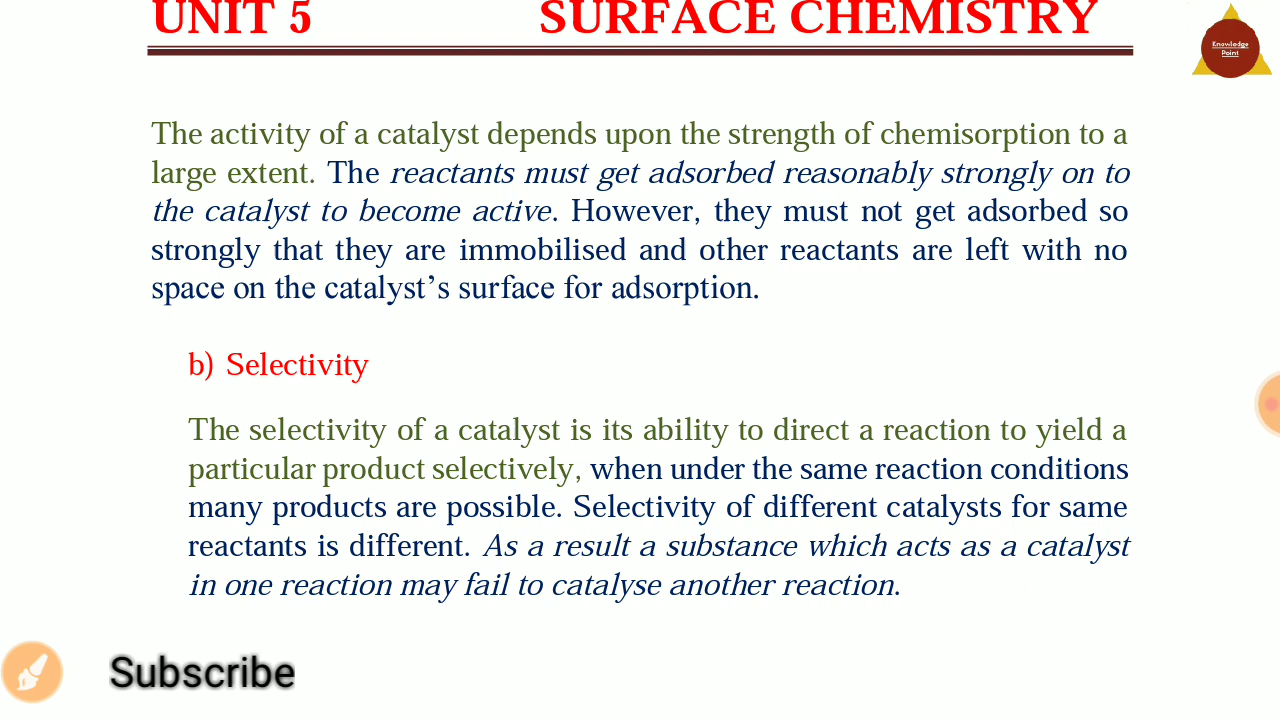 UNIT 5 SURFACE CHEMISTRY
Knowledge
Point
The activity of a catalyst depends upon the strength of chemisorption to a
large extent. The reactants must get adsorbed reasonably strongly on to
the catalyst to become active. However, they must not get adsorbed so
strongly that they are immobilised and other reactants are left with no
space on the catalyst’s surface for adsorption.
b) Selectivity
The selectivity of a catalyst is its ability to direct a reaction to yield a
particular product selectively, when under the same reaction conditions
many products are possible. Selectivity of different catalysts for same
reactants is different. As a result a substance which acts as a catalyst
in one reaction may fail to catalyse another reaction.
Subscribe